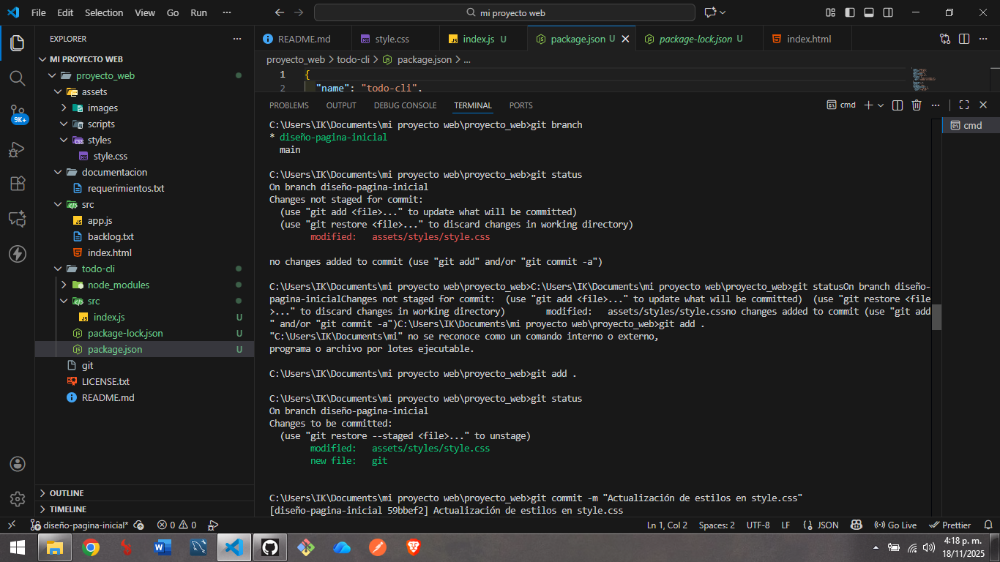 File Edit Selection View Go Run ···
mi proyecto web
EXPLORER ···
MI PROYECTO WEB
proyecto_web
assets
images
scripts
styles
style.css
documentacion
requerimientos.txt
src
app.js
backlog.txt
index.html
todo-cli
node_modules
src
index.js U
package-lock.json U
package.json U
git
LICENSE.txt
README.md
OUTLINE
TIMELINE
9K+
README.md style.css index.js U package.json U package-lock.json U index.html ···
proyecto_web > todo-cli > package.json > ...
1 {
2 "name": "todo-cli",
PROBLEMS OUTPUT DEBUG CONSOLE TERMINAL PORTS cmd ···
cmd
C:\Users\IK\Documents\mi proyecto web\proyecto_web>git branch
* diseño-pagina-inicial
main
C:\Users\IK\Documents\mi proyecto web\proyecto_web>git status
On branch diseño-pagina-inicial
Changes not staged for commit:
(use "git add <file>..." to update what will be committed)
(use "git restore <file>..." to discard changes in working directory)
modified:   assets/styles/style.css
no changes added to commit (use "git add" and/or "git commit -a")
C:\Users\IK\Documents\mi proyecto web\proyecto_web>C:\Users\IK\Documents\mi proyecto web\proyecto_web>git statusOn branch diseño-
pagina-inicialChanges not staged for commit:  (use "git add <file>..." to update what will be committed)  (use "git restore <file
>..." to discard changes in working directory)        modified:   assets/styles/style.cssno changes added to commit (use "git add
" and/or "git commit -a")C:\Users\IK\Documents\mi proyecto web\proyecto_web>git add .
"C:\Users\IK\Documents\mi" no se reconoce como un comando interno o externo,
programa o archivo por lotes ejecutable.
C:\Users\IK\Documents\mi proyecto web\proyecto_web>git add .
C:\Users\IK\Documents\mi proyecto web\proyecto_web>git status
On branch diseño-pagina-inicial
Changes to be committed:
(use "git restore --staged <file>..." to unstage)
modified:   assets/styles/style.css
new file:   git
C:\Users\IK\Documents\mi proyecto web\proyecto_web>git commit -m "Actualización de estilos en style.css"
[diseño-pagina-inicial 59bbef2] Actualización de estilos en style.css
diseño-pagina-inicial* 0 0 Ln 1, Col 2 Spaces: 2 UTF-8 LF {} JSON Go Live Prettier
4:18 p. m.
18/11/2025